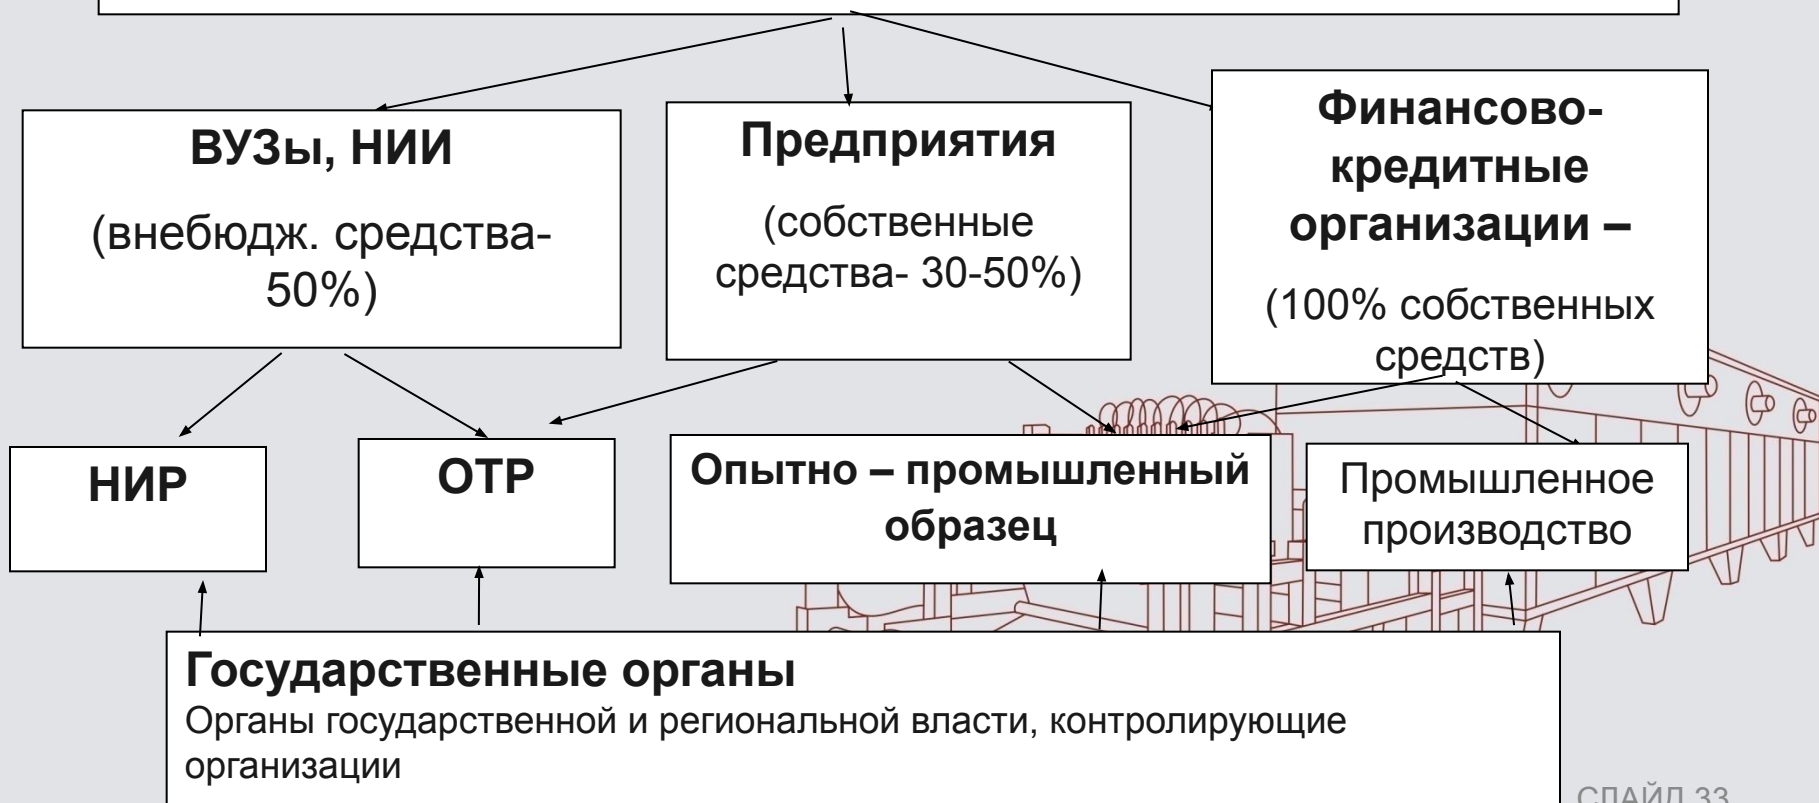 ВУЗы, НИИ
(внебюдж. средства-
50%)
Предприятия
(собственные
средства- 30-50%)
Финансово-
кредитные
организации –
(100% собственных
средств)
НИР
ОТР
Опытно – промышленный
образец
Промышленное
производство
Государственные органы
Органы государственной и региональной власти, контролирующие
организации
СЛАЙД 33